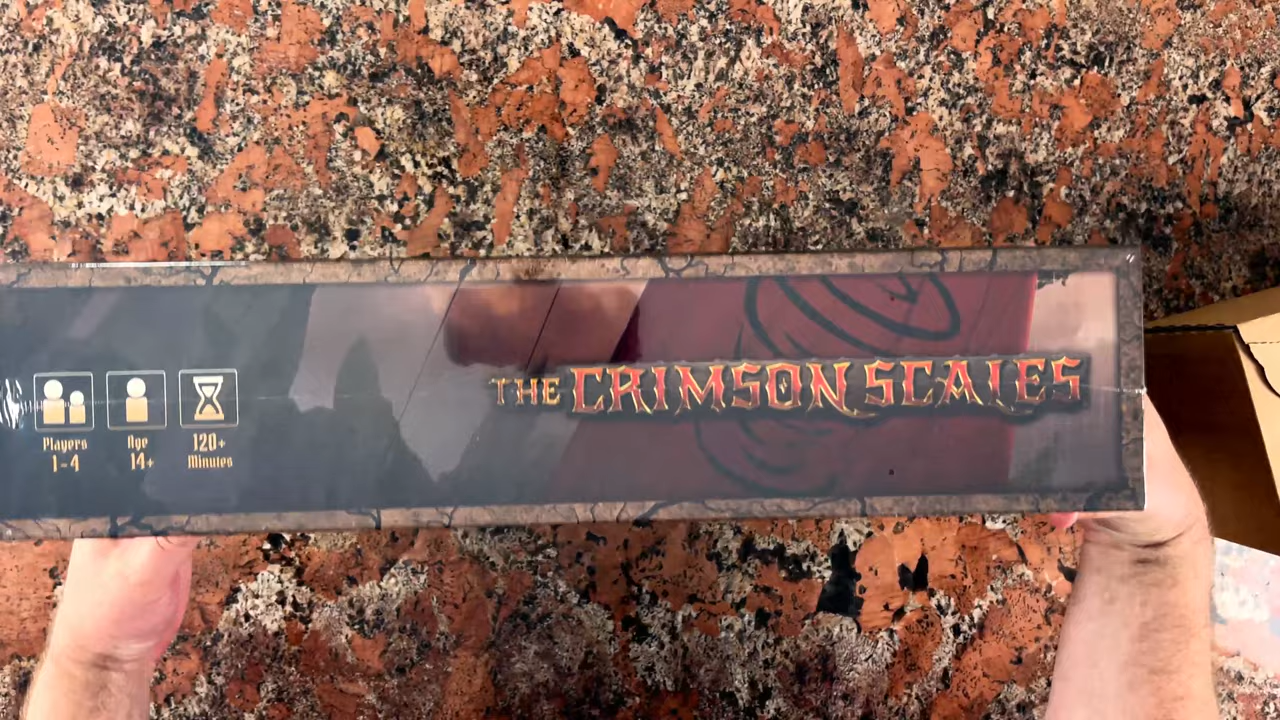 THE CRIMSON SCALES
Players
1-4
Age
14+
120+
Minutes